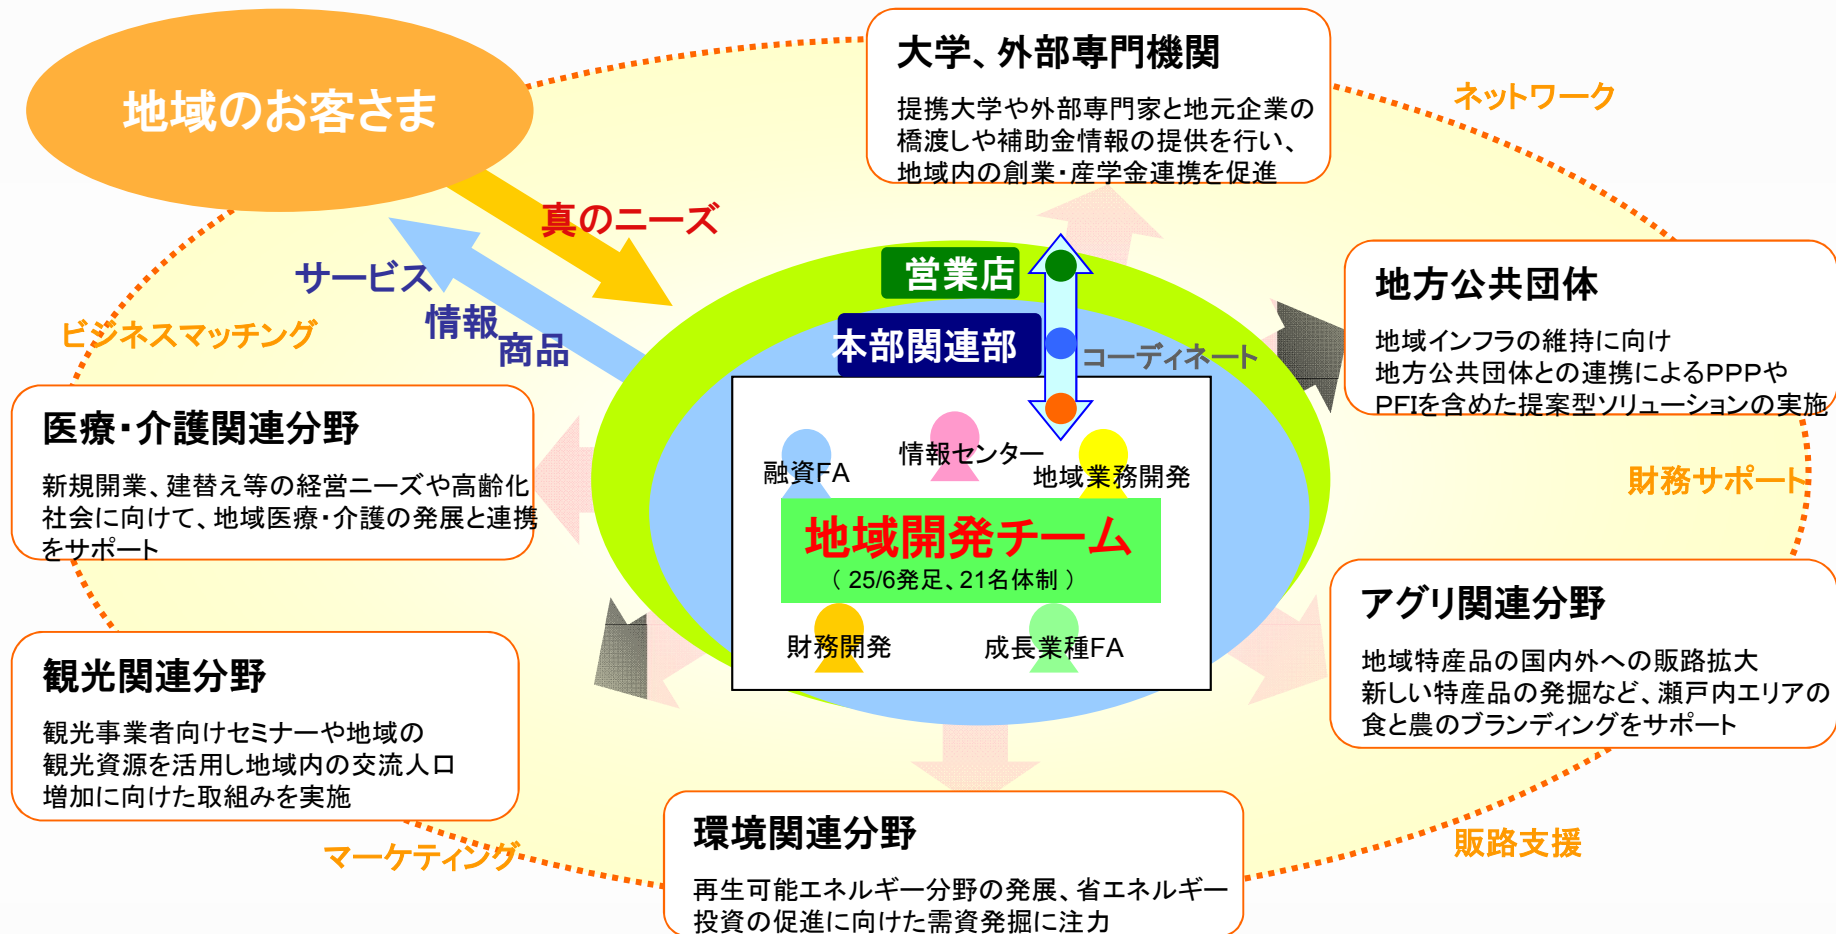 地域のお客さま
大学、外部専門機関
提携大学や外部専門家と地元企業の
橋渡しや補助金情報の提供を行い、
地域内の創業・産学金連携を促進
ネットワーク
真のニーズ
サービス
情報
商品
ビジネスマッチング
営業店
本部関連部
コーディネート
地方公共団体
地域インフラの維持に向け
地方公共団体との連携によるPPPや
PFIを含めた提案型ソリューションの実施
医療・介護関連分野
新規開業、建替え等の経営ニーズや高齢化
社会に向けて、地域医療・介護の発展と連携
をサポート
融資FA
情報センター
地域業務開発
地域開発チーム
（ 25/6発足、21名体制 ）
財務開発
成長業種FA
財務サポート
アグリ関連分野
地域特産品の国内外への販路拡大
新しい特産品の発掘など、瀬戸内エリアの
食と農のブランディングをサポート
観光関連分野
観光事業者向けセミナーや地域の
観光資源を活用し地域内の交流人口
増加に向けた取組みを実施
マーケティング
環境関連分野
再生可能エネルギー分野の発展、省エネルギー
投資の促進に向けた需資発掘に注力
販路支援